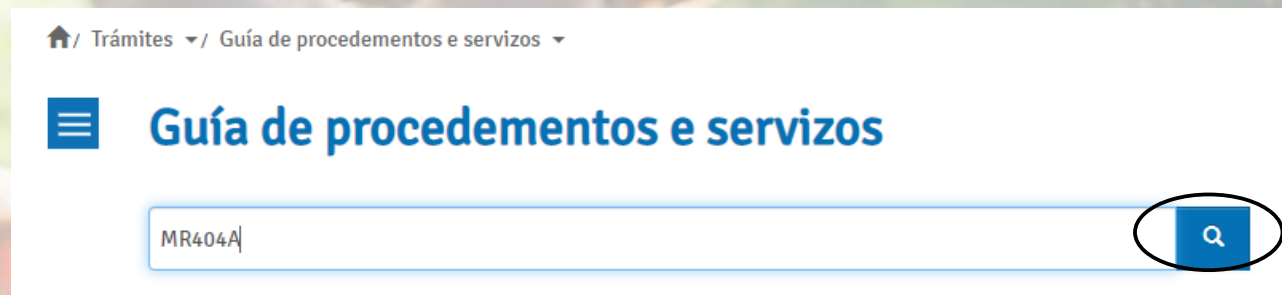 / Trámites / Guía de procedementos e servizos
Guía de procedementos e servizos
MR404A